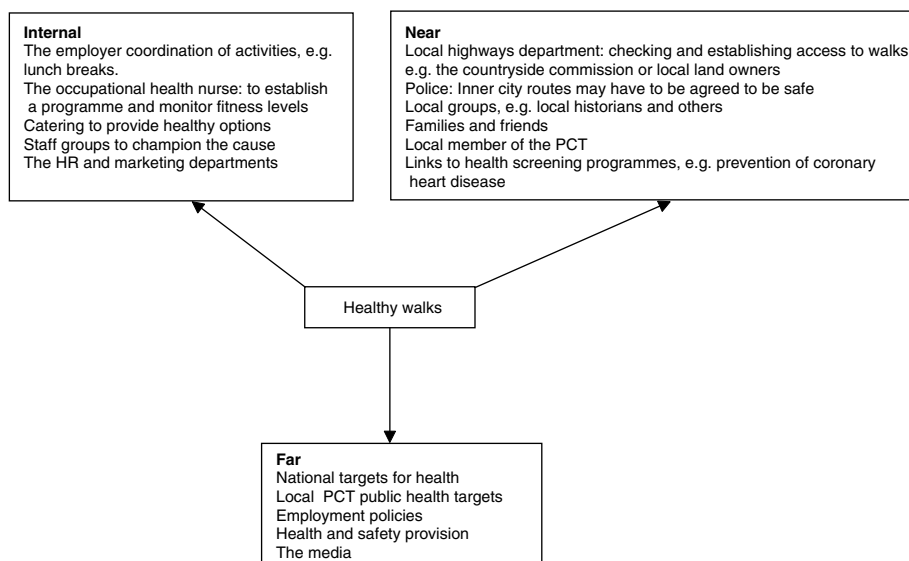 Internal
The employer coordination of activities, e.g.
lunch breaks.
The occupational health nurse: to establish
a programme and monitor fitness levels
Catering to provide healthy options
Staff groups to champion the cause
The HR and marketing departments
Near
Local highways department: checking and establishing access to walks
e.g. the countryside commission or local land owners
Police: Inner city routes may have to be agreed to be safe
Local groups, e.g. local historians and others
Families and friends
Local member of the PCT
Links to health screening programmes, e.g. prevention of coronary
heart disease
Healthy walks
Far
National targets for health
Local PCT public health targets
Employment policies
Health and safety provision
The media